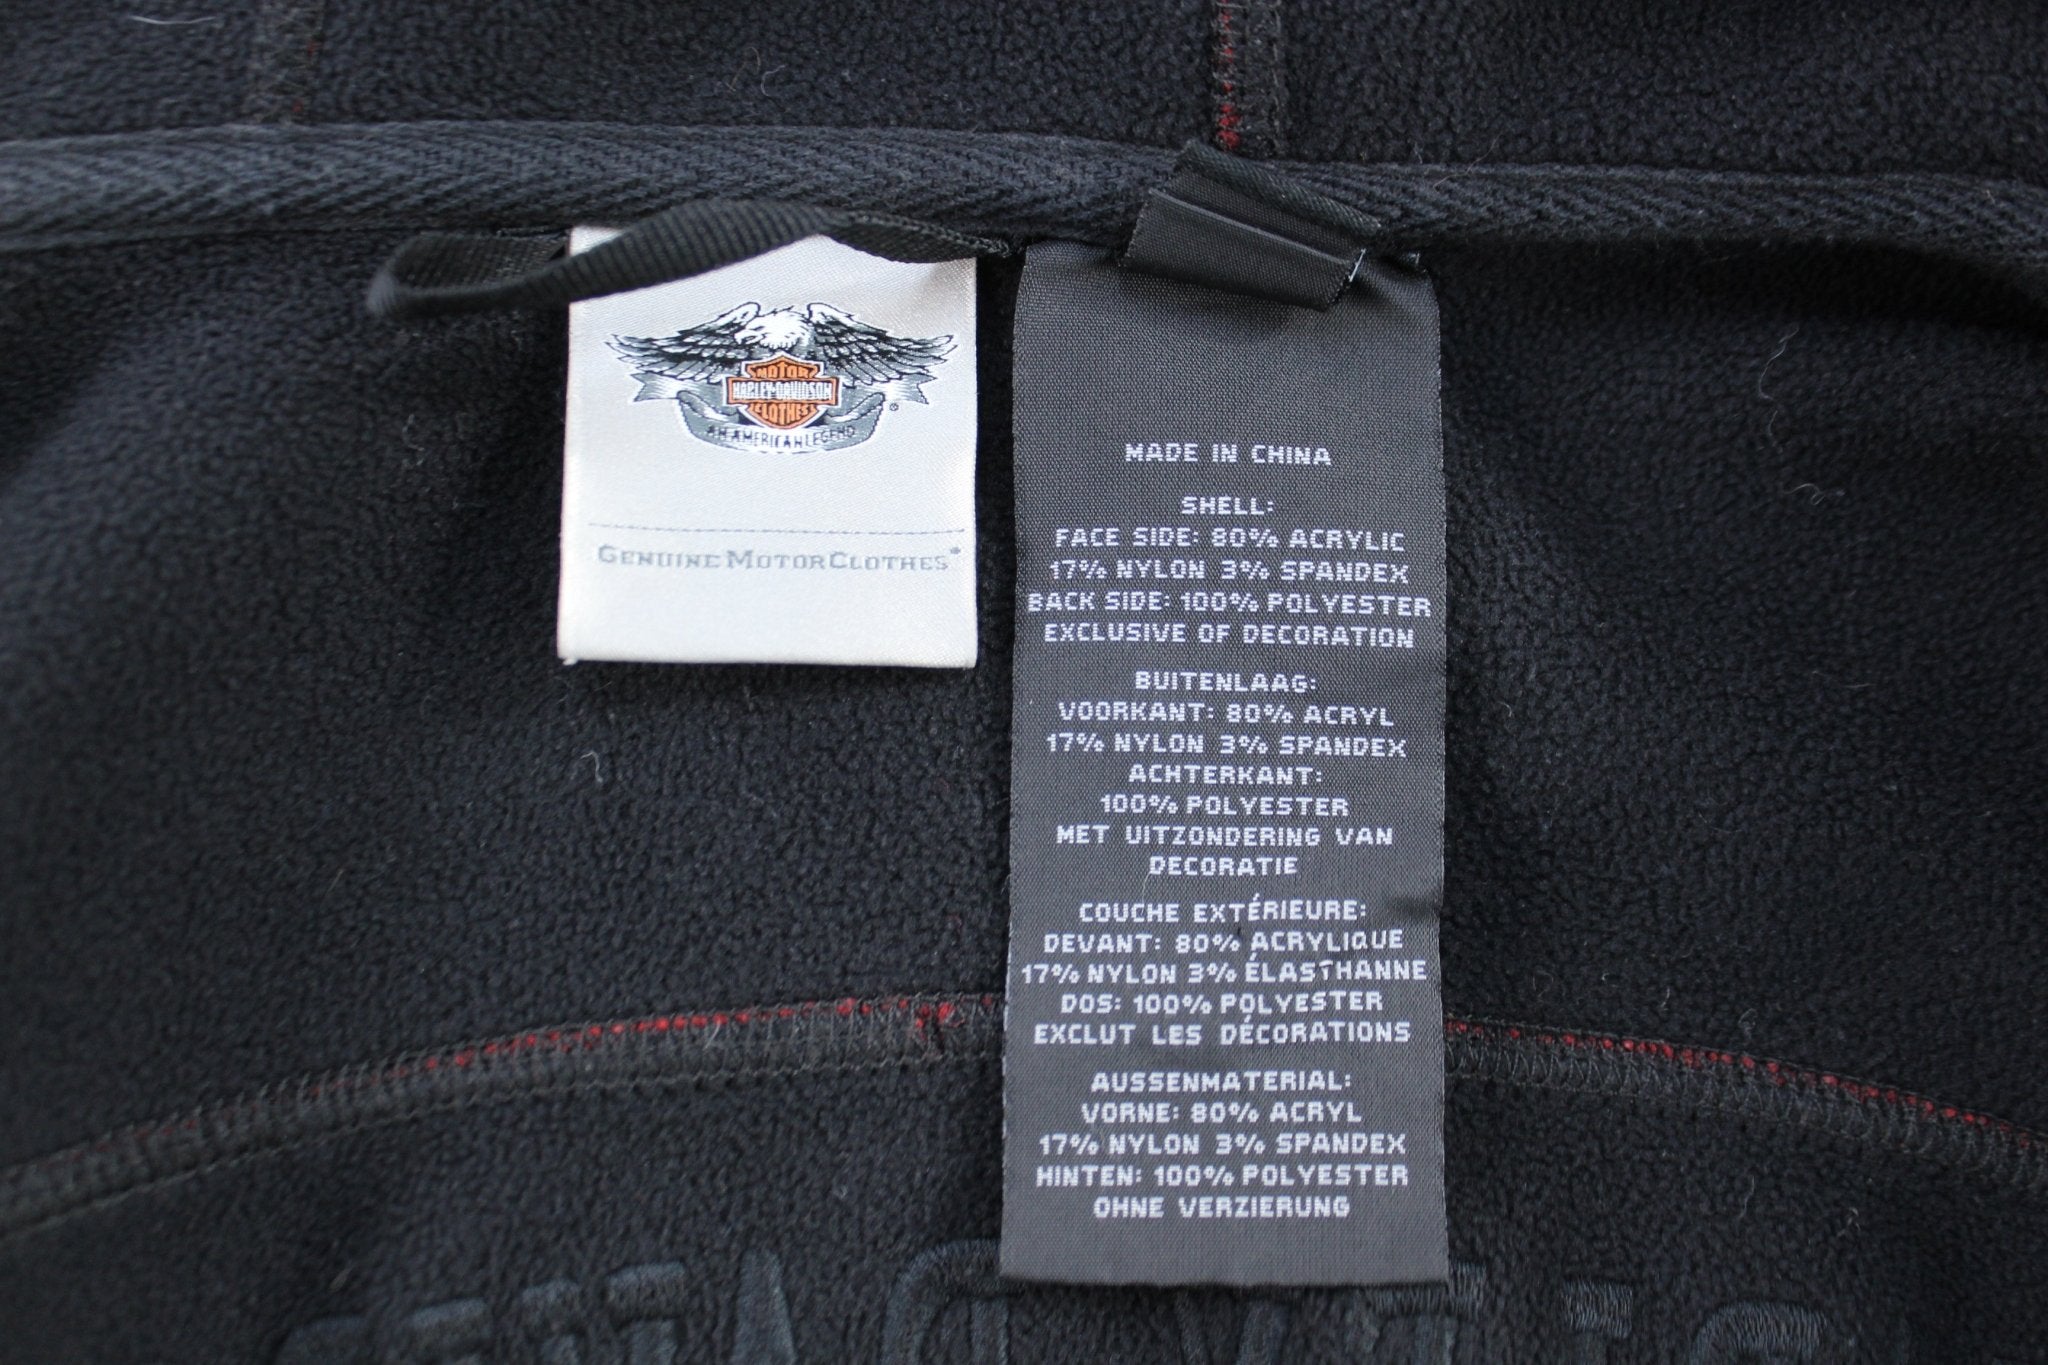 MOTOR
HARLEY-DAVIDSON
CLOTHES
AN AMERICAN LEGEND
GENUINE MOTORCLOTHES®
MADE IN CHINA
SHELL:
FACE SIDE: 80% ACRYLIC
17% NYLON 3% SPANDEX
BACK SIDE: 100% POLYESTER
EXCLUSIVE OF DECORATION
BUITENLAAG:
VOORKANT: 80% ACRYL
17% NYLON 3% SPANDEX
ACHTERKANT:
100% POLYESTER
MET UITZONDERING VAN
DECORATIE
COUCHE EXTÉRIEURE:
DEVANT: 80% ACRYLIQUE
17% NYLON 3% ÉLASTHANNE
DOS: 100% POLYESTER
EXCLUT LES DÉCORATIONS
AUSSENMATERIAL:
VORNE: 80% ACRYL
17% NYLON 3% SPANDEX
HINTEN: 100% POLYESTER
OHNE VERZIERUNG